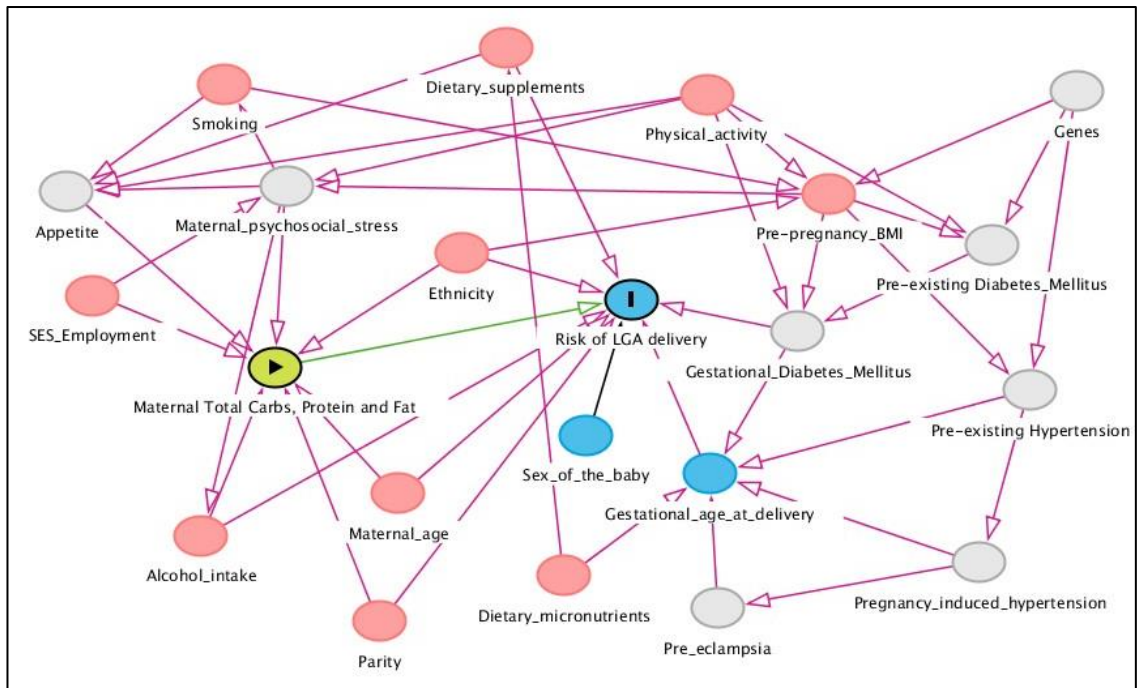 Dietary_supplements
Smoking
Physical_activity
Genes
Appetite
Maternal_psychosocial_stress
Pre-pregnancy_BMI
Ethnicity
Pre-existing Diabetes_Mellitus
SES_Employment
Risk of LGA delivery
Gestational_Diabetes_Mellitus
Maternal Total Carbs, Protein and Fat
Pre-existing Hypertension
Sex_of_the_baby
Gestational_age_at_delivery
Maternal_age
Alcohol_intake
Dietary_micronutrients
Pregnancy_induced_hypertension
Pre_eclampsia
Parity